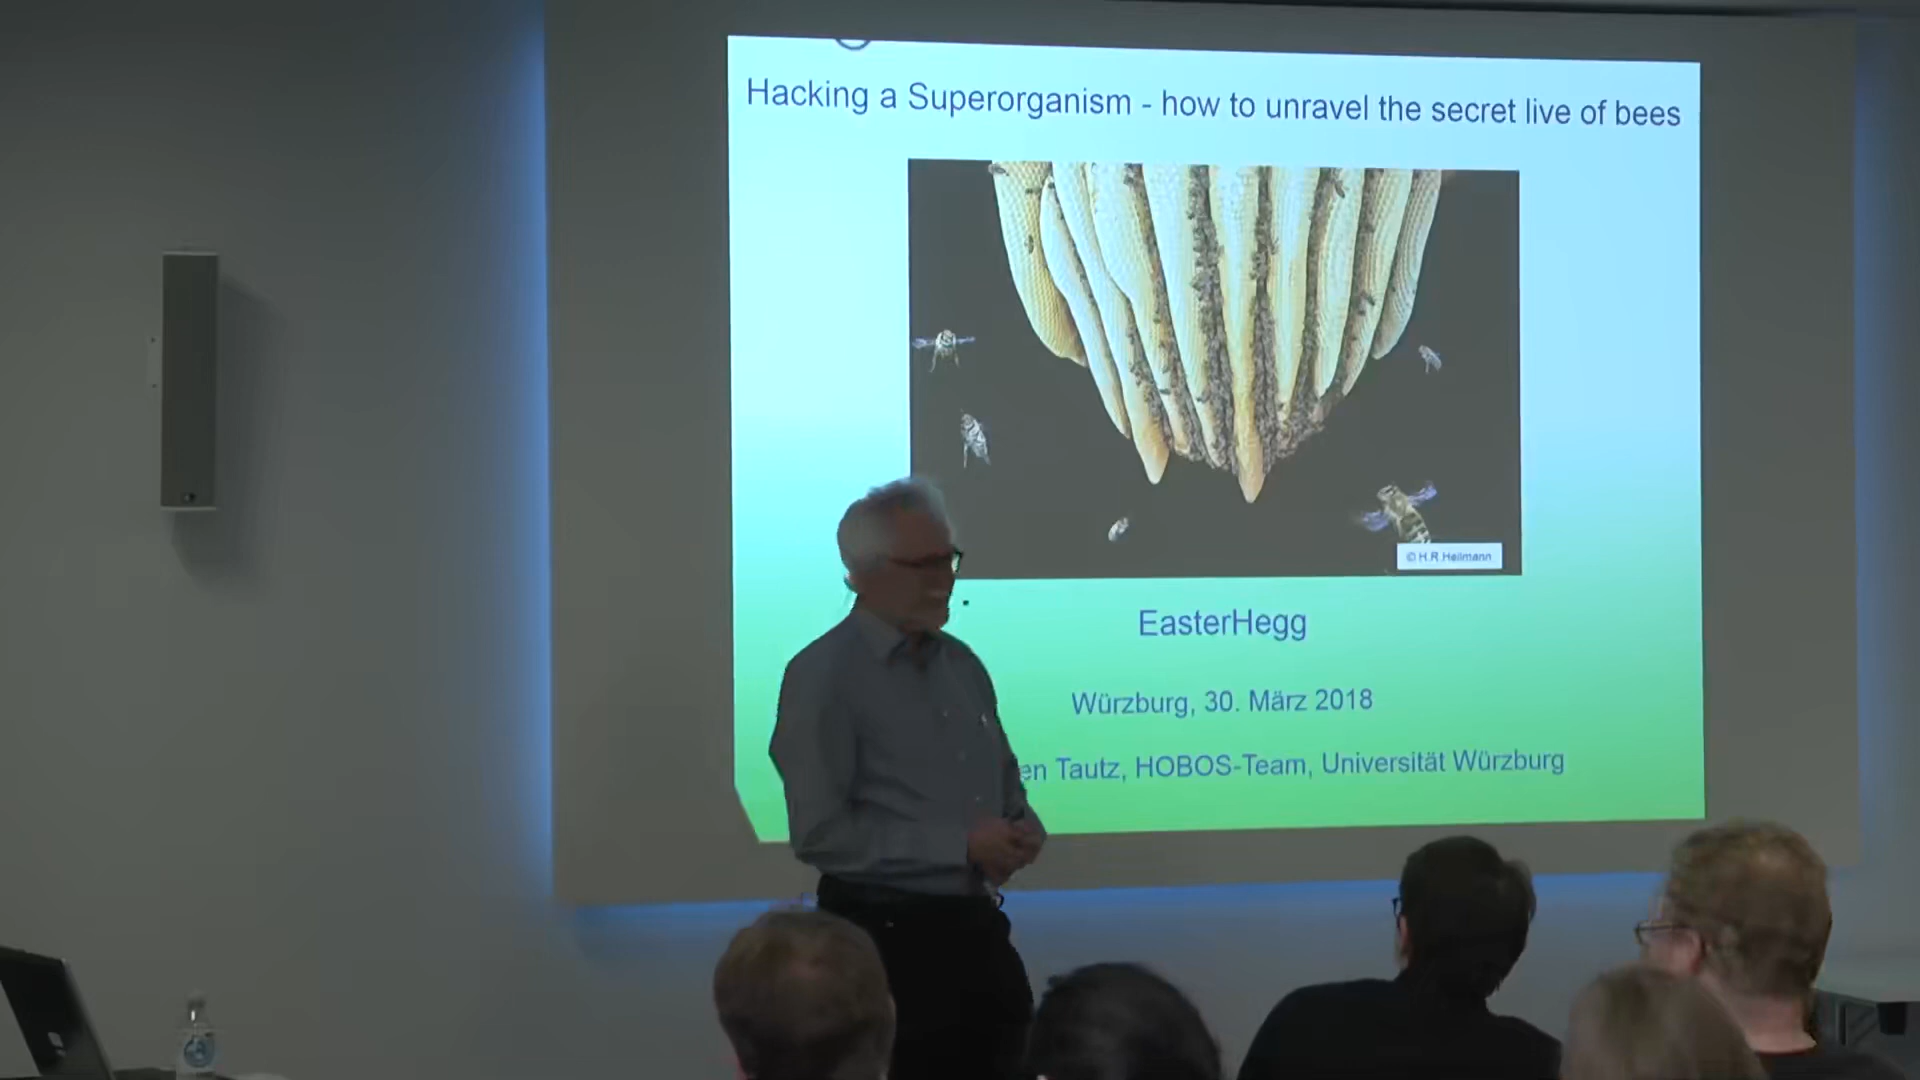 Hacking a Superorganism - how to unravel the secret live of bees
© H.R.Heilmann
EasterHegg
Würzburg, 30. März 2018
en Tautz, HOBOS-Team, Universität Würzburg